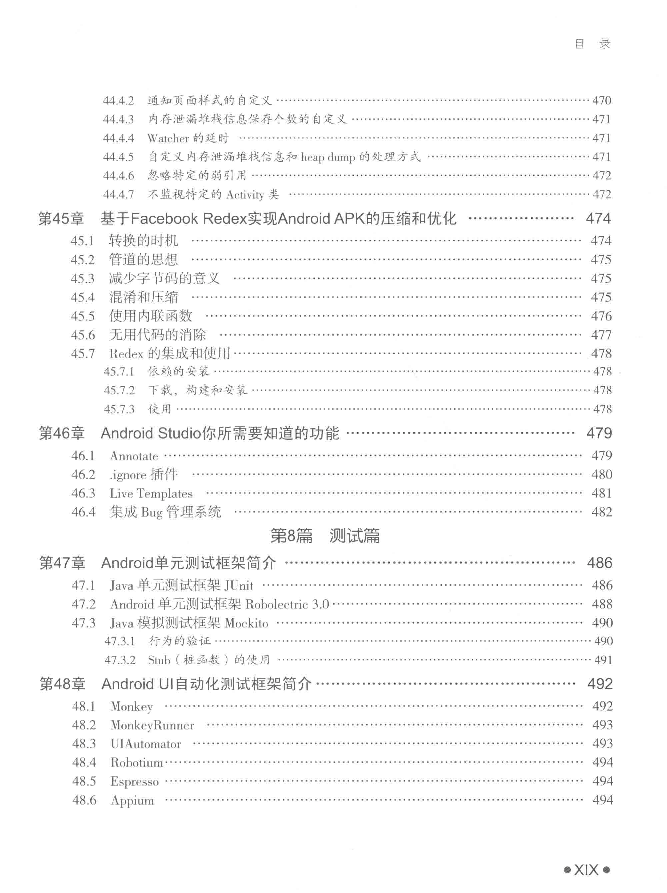 目 录
44.4.2 通知页面样式的自定义 470
44.4.3 内存泄漏堆栈信息保存个数的自定义 471
44.4.4 Watcher 的延时 471
44.4.5 自定义内存泄漏堆栈信息和 heap dump 的处理方式 471
44.4.6 忽略特定的弱引用 472
44.4.7 不监视特定的 Activity 类 472
第45章 基于Facebook Redex实现Android APK的压缩和优化 474
45.1 转换的时机 474
45.2 管道的思想 475
45.3 减少字节码的意义 475
45.4 混淆和压缩 475
45.5 使用内联函数 476
45.6 无用代码的消除 477
45.7 Redex 的集成和使用 478
45.7.1 依赖的安装 478
45.7.2 下载、构建和安装 478
45.7.3 使用 478
第46章 Android Studio你所需要知道的功能 479
46.1 Annotate 479
46.2 .ignore 插件 480
46.3 Live Templates 481
46.4 集成 Bug 管理系统 482
第8篇 测试篇
第47章 Android单元测试框架简介 486
47.1 Java 单元测试框架 JUnit 486
47.2 Android 单元测试框架 Robolectric 3.0 488
47.3 Java 模拟测试框架 Mockito 490
47.3.1 行为的验证 490
47.3.2 Stub（桩函数）的使用 491
第48章 Android UI自动化测试框架简介 492
48.1 Monkey 492
48.2 MonkeyRunner 493
48.3 UIAutomator 493
48.4 Robotium 494
48.5 Espresso 494
48.6 Appium 494
●XIX●